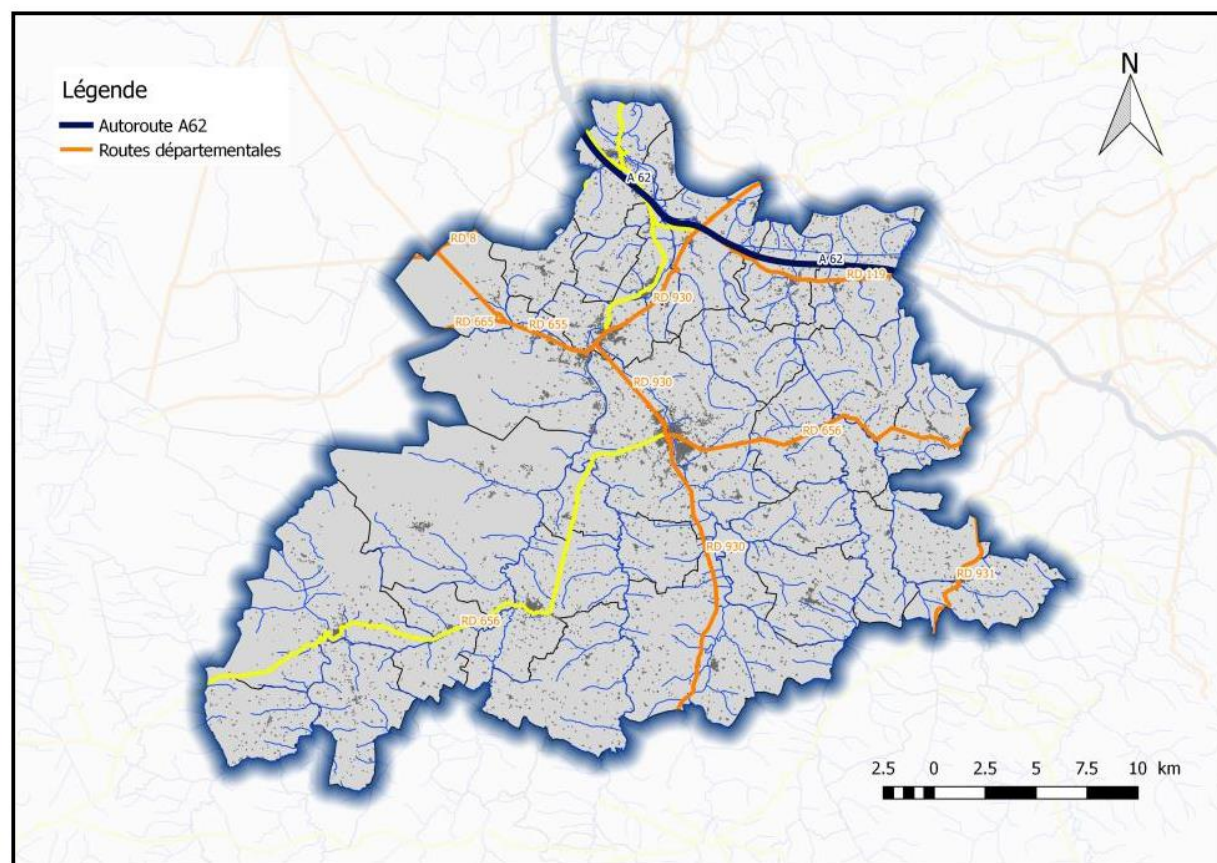 N
Légende
Autoroute A62
Routes départementales
A 62
RD 8
A 62
RD 119
RD 930
RD 665
RD 655
RD 930
RD 656
RD 930
RD 931
RD 656
2.5 0 2.5 5 7.5 10 km